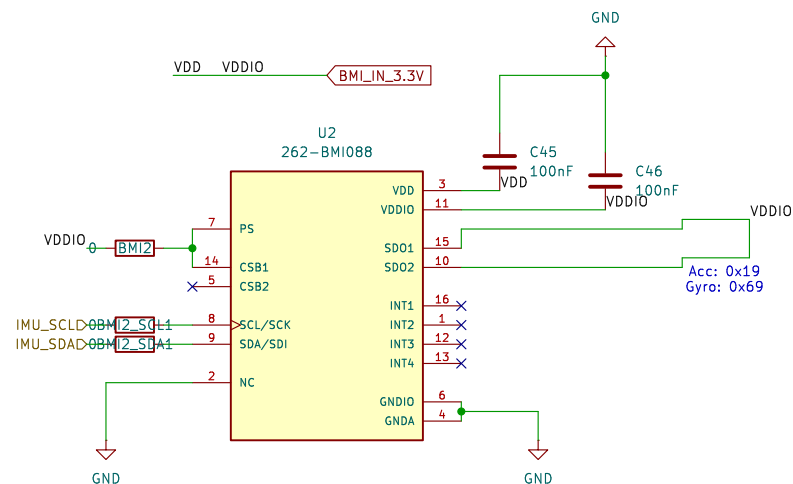 GND
VDD VDDIO BMI_IN_3.3V
U2
262-BMI088
C45
100nF
C46
100nF
VDD
VDDIO
VDD 3
VDDIO 11
VDDIO
7 PS
VDDIO 0 BMI2
SDO1 15
14 CSB1
SDO2 10
Acc: 0x19
Gyro: 0x69
5 CSB2
INT1 16
IMU_SCL 0 BMI2_SCL1 8 SCL/SCK
INT2 1
IMU_SDA 0 BMI2_SDA1 9 SDA/SDI
INT3 12
INT4 13
2 NC
GNDIO 6
GNDA 4
GND
GND